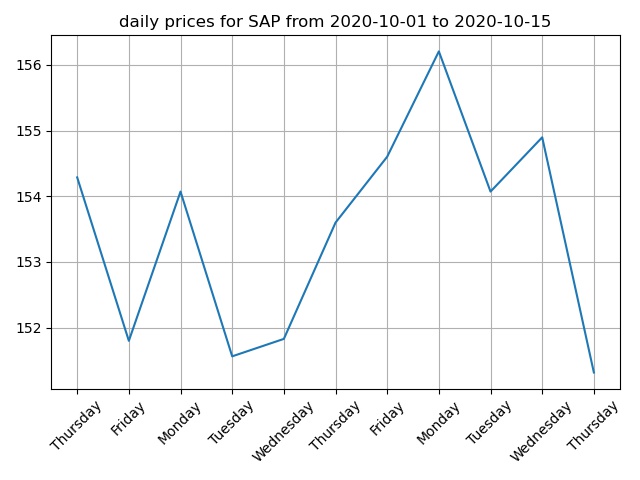 daily prices for SAP from 2020-10-01 to 2020-10-15
156
155
154
153
152
Thursday
Friday
Monday
Tuesday
Wednesday
Thursday
Friday
Monday
Tuesday
Wednesday
Thursday